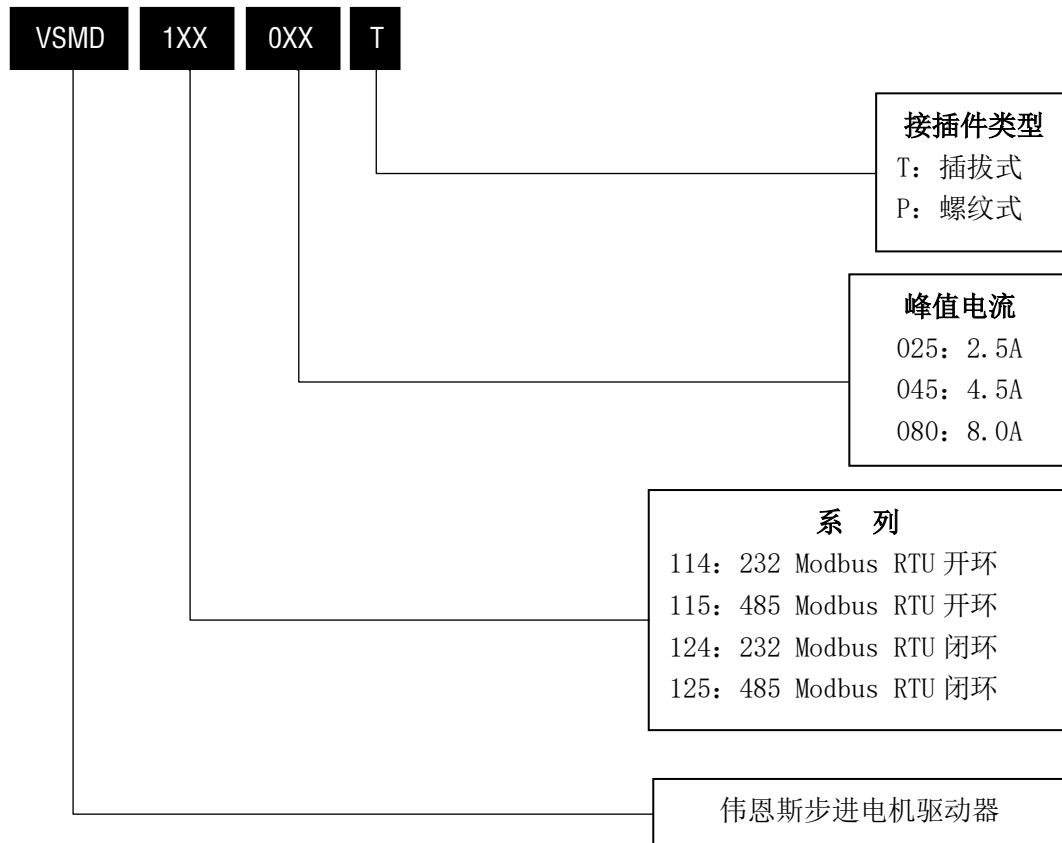 VSMD 1XX 0XX T
接插件类型
T：插拔式
P：螺纹式
峰值电流
025：2.5A
045：4.5A
080：8.0A
系 列
114：232 Modbus RTU 开环
115：485 Modbus RTU 开环
124：232 Modbus RTU 闭环
125：485 Modbus RTU 闭环
伟恩斯步进电机驱动器